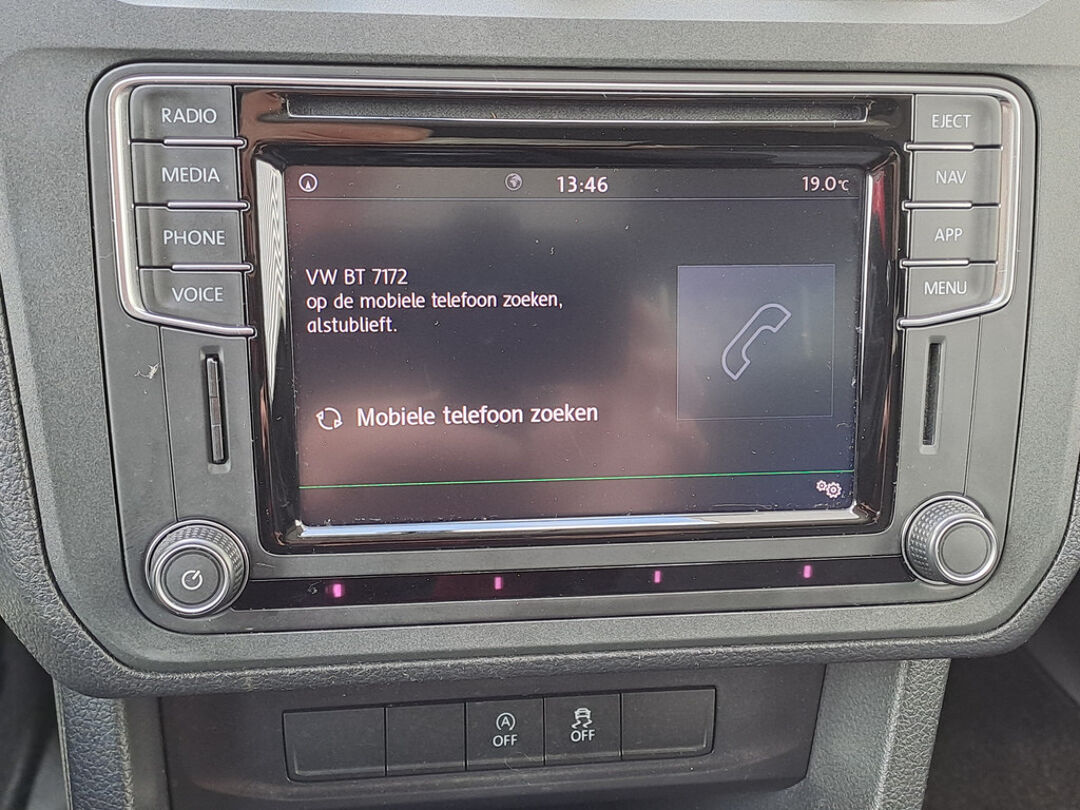 RADIO
MEDIA
PHONE
VOICE
EJECT
NAV
APP
MENU
13:46
19.0°C
VW BT 7172
op de mobiele telefoon zoeken,
alstublieft.
Mobiele telefoon zoeken
A
OFF
OFF